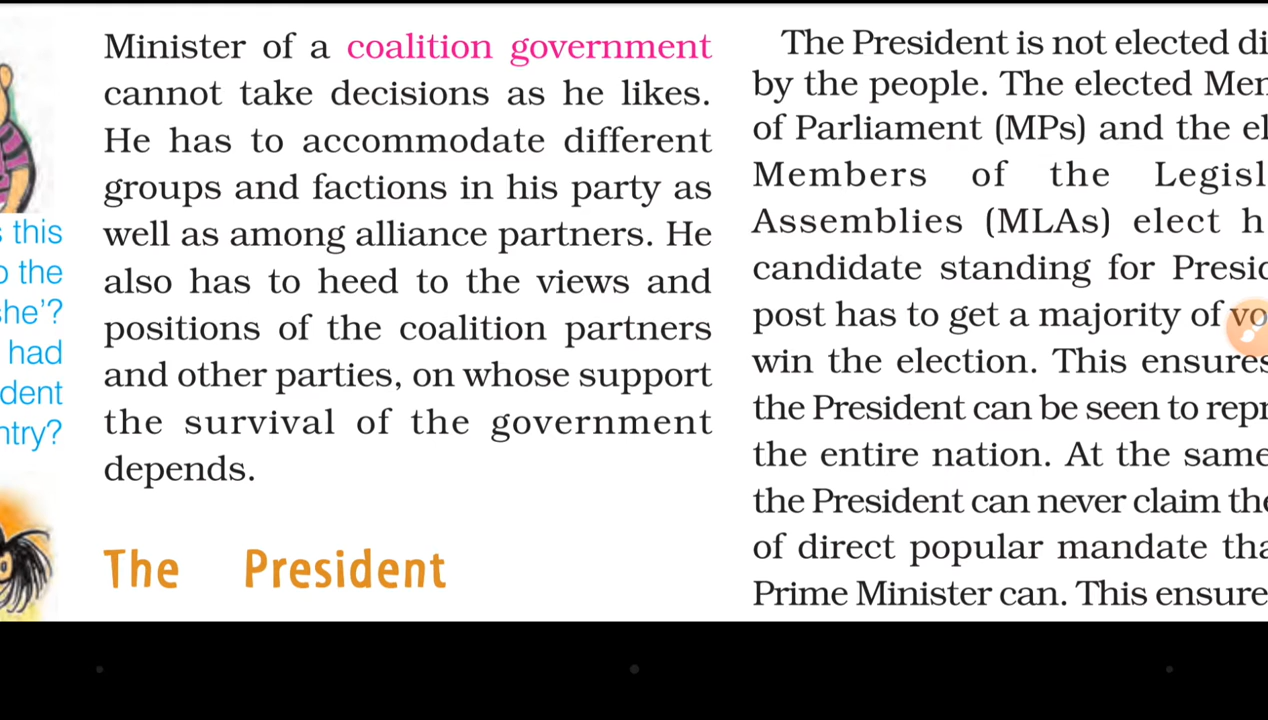 Minister of a coalition government
cannot take decisions as he likes.
He has to accommodate different
groups and factions in his party as
well as among alliance partners. He
also has to heed to the views and
positions of the coalition partners
and other parties, on whose support
the survival of the government
depends.
The President
The President is not elected
by the people. The elected
of Parliament (MPs) and the
Members of the
Assemblies (MLAs) elect
candidate standing for
post has to get a majority of
win the election. This ensures
the President can be seen to
the entire nation. At the same
the President can never claim
of direct popular mandate
Prime Minister can. This
this
the
she'?
had